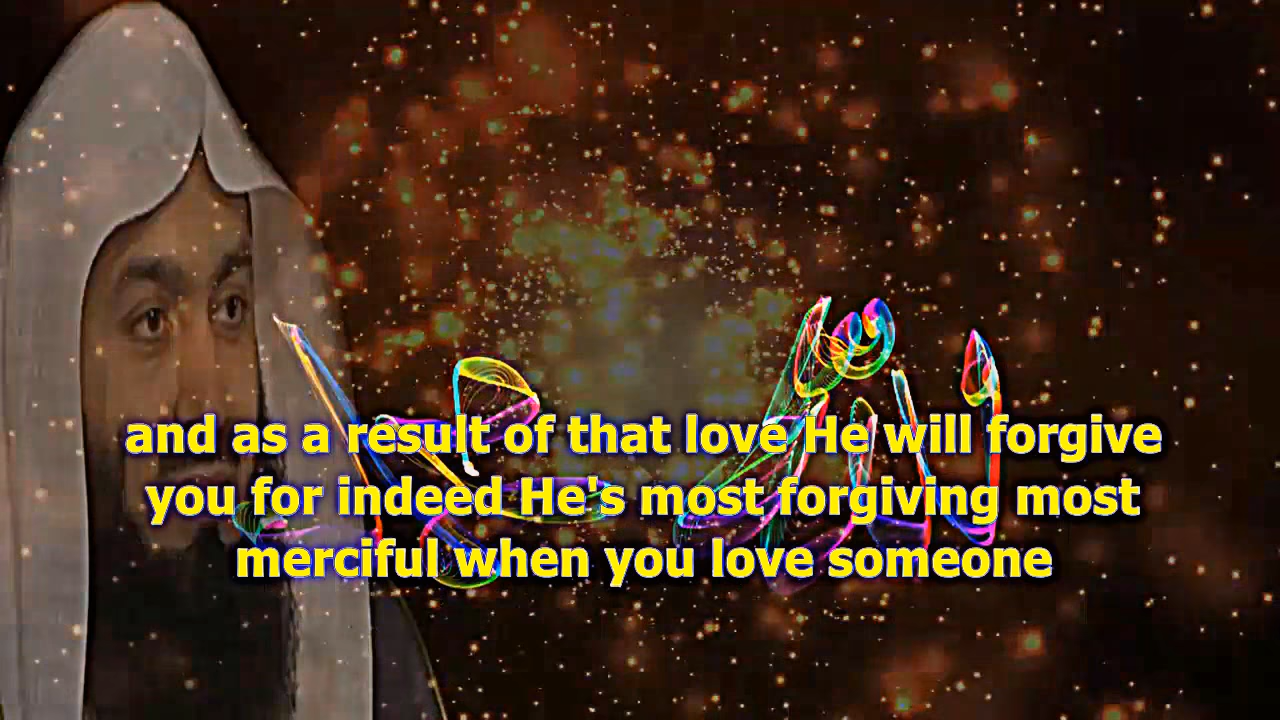 and as a result of that love He will forgive
you for indeed He's most forgiving most
merciful when you love someone